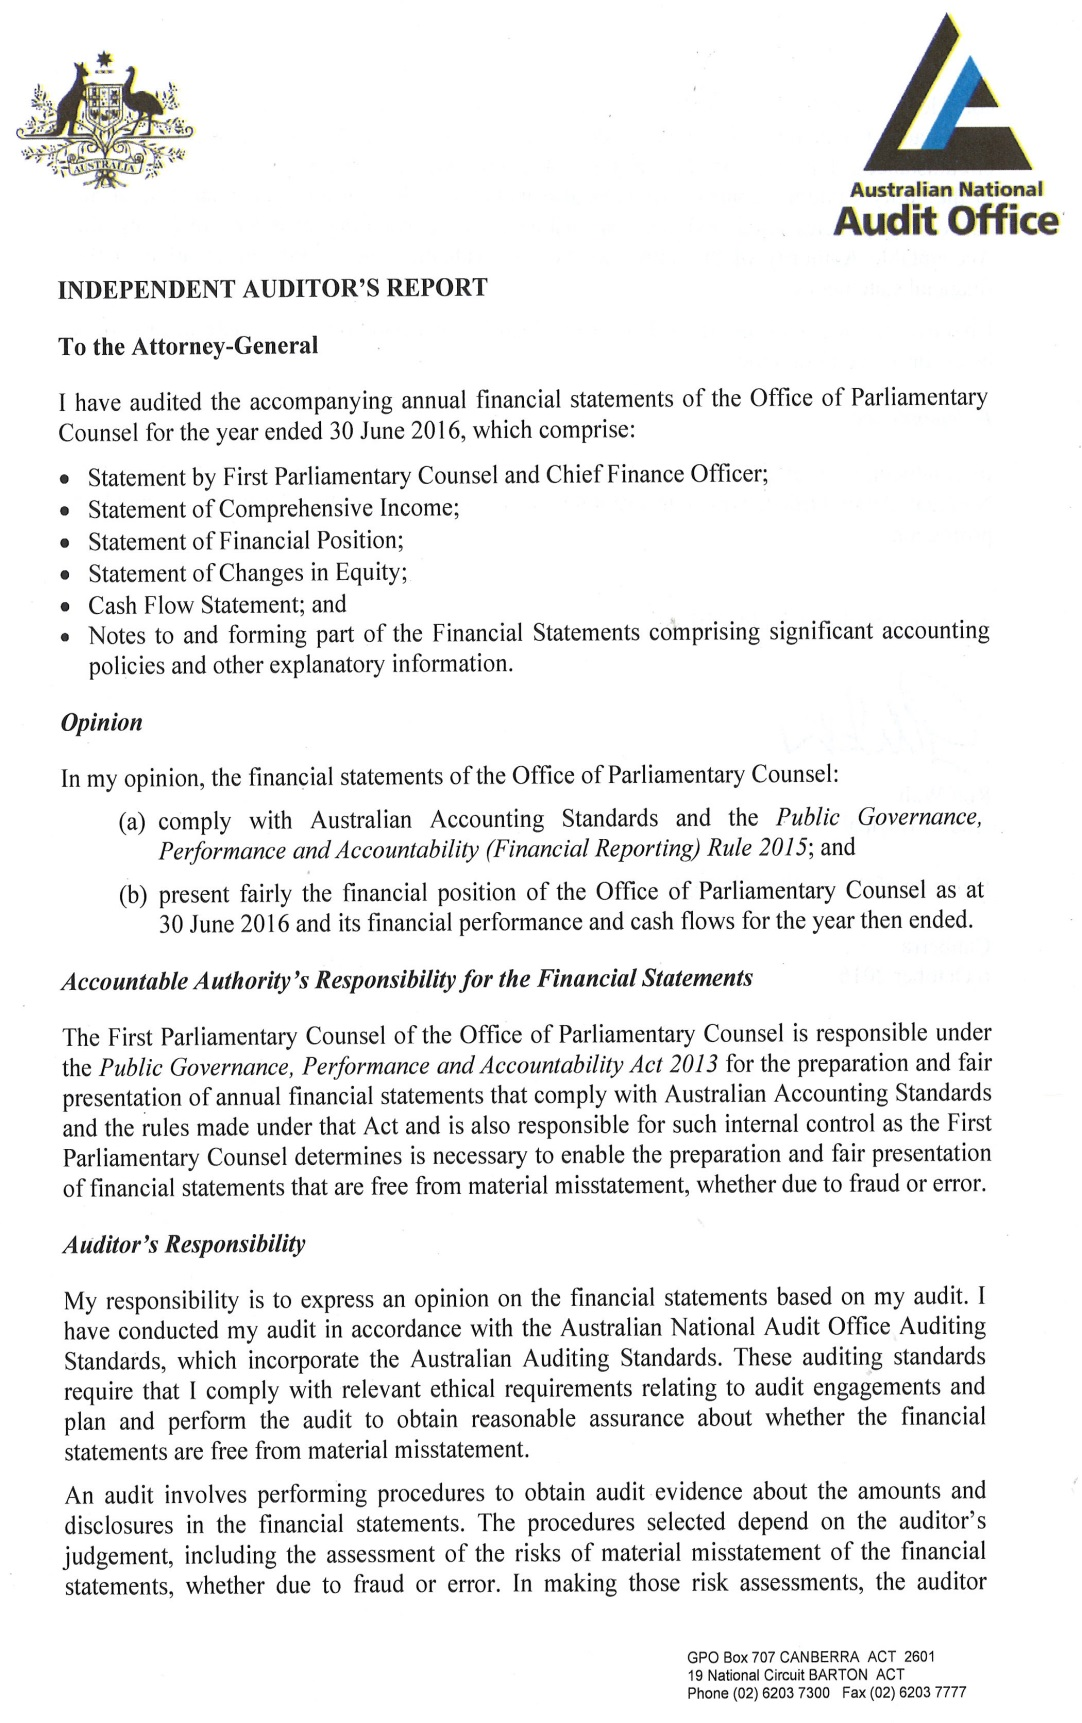 AUSTRALIA
Australian National
Audit Office
INDEPENDENT AUDITOR'S REPORT
To the Attorney-General
I have audited the accompanying annual financial statements of the Office of Parliamentary
Counsel for the year ended 30 June 2016, which comprise:
• Statement by First Parliamentary Counsel and Chief Finance Officer;
• Statement of Comprehensive Income;
• Statement of Financial Position;
• Statement of Changes in Equity;
• Cash Flow Statement; and
• Notes to and forming part of the Financial Statements comprising significant accounting
policies and other explanatory information.
Opinion
In my opinion, the financial statements of the Office of Parliamentary Counsel:
(a) comply with Australian Accounting Standards and the Public Governance,
Performance and Accountability (Financial Reporting) Rule 2015; and
(b) present fairly the financial position of the Office of Parliamentary Counsel as at
30 June 2016 and its financial performance and cash flows for the year then ended.
Accountable Authority's Responsibility for the Financial Statements
The First Parliamentary Counsel of the Office of Parliamentary Counsel is responsible under
the Public Governance, Performance and Accountability Act 2013 for the preparation and fair
presentation of annual financial statements that comply with Australian Accounting Standards
and the rules made under that Act and is also responsible for such internal control as the First
Parliamentary Counsel determines is necessary to enable the preparation and fair presentation
of financial statements that are free from material misstatement, whether due to fraud or error.
Auditor's Responsibility
My responsibility is to express an opinion on the financial statements based on my audit. I
have conducted my audit in accordance with the Australian National Audit Office Auditing
Standards, which incorporate the Australian Auditing Standards. These auditing standards
require that I comply with relevant ethical requirements relating to audit engagements and
plan and perform the audit to obtain reasonable assurance about whether the financial
statements are free from material misstatement.
An audit involves performing procedures to obtain audit evidence about the amounts and
disclosures in the financial statements. The procedures selected depend on the auditor's
judgement, including the assessment of the risks of material misstatement of the financial
statements, whether due to fraud or error. In making those risk assessments, the auditor
GPO Box 707 CANBERRA ACT 2601
19 National Circuit BARTON ACT
Phone (02) 6203 7300 Fax (02) 6203 7777